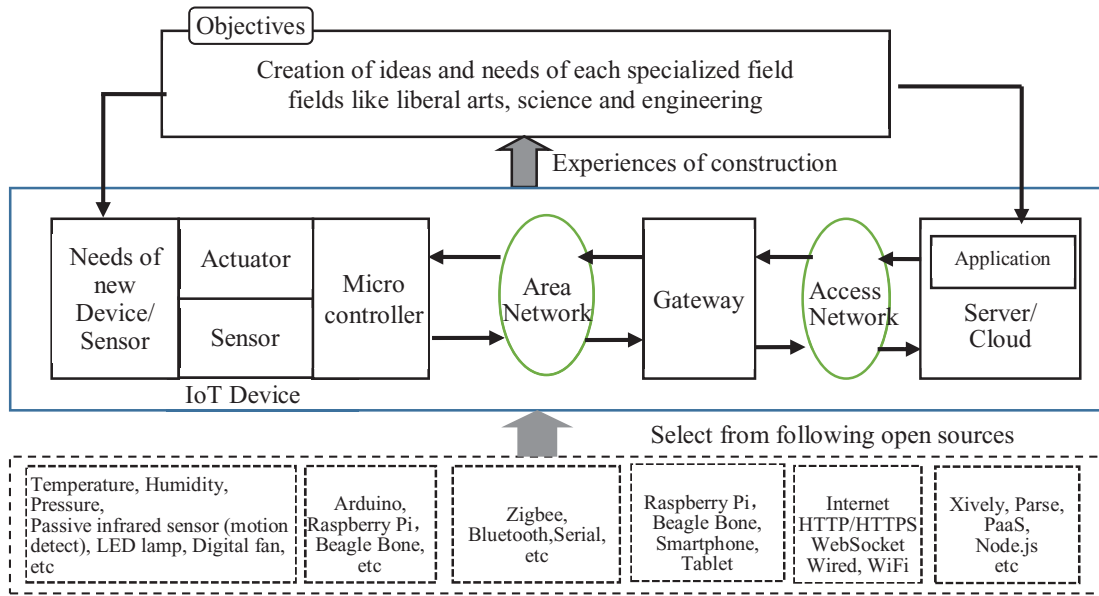 Objectives
Creation of ideas and needs of each specialized field
fields like liberal arts, science and engineering
Experiences of construction
Needs of
new
Device/
Sensor
Actuator
Sensor
Micro
controller
Area
Network
Gateway
Access
Network
Application
Server/
Cloud
IoT Device
Select from following open sources
Temperature, Humidity,
Pressure,
Passive infrared sensor (motion
detect), LED lamp, Digital fan,
etc
Arduino,
Raspberry Pi，
Beagle Bone,
etc
Zigbee,
Bluetooth,Serial,
etc
Raspberry Pi，
Beagle Bone,
Smartphone,
Tablet
Internet
HTTP/HTTPS
WebSocket
Wired, WiFi
Xively, Parse,
PaaS,
Node.js
etc